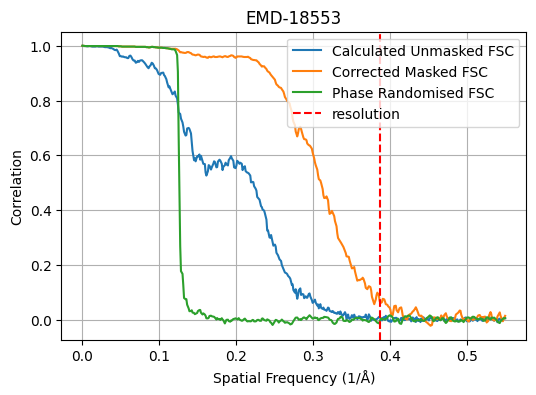 EMD-18553
Calculated Unmasked FSC
Corrected Masked FSC
Phase Randomised FSC
resolution
Correlation
1.0
0.8
0.6
0.4
0.2
0.0
0.0 0.1 0.2 0.3 0.4 0.5
Spatial Frequency (1/Å)